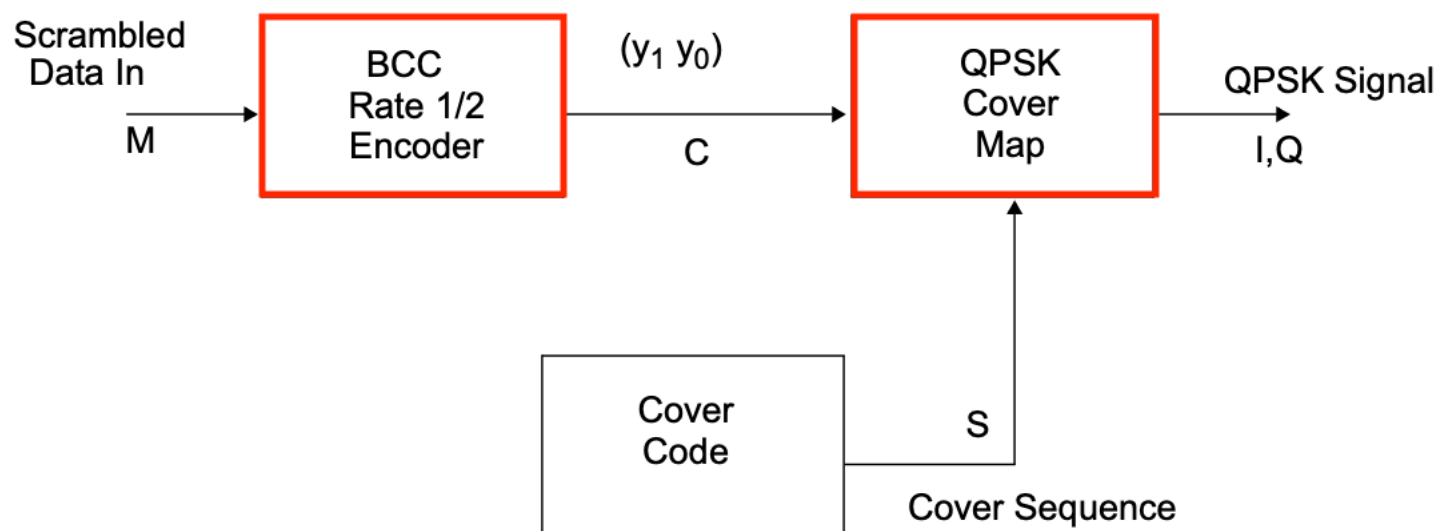 Scrambled
Data In
M
BCC
Rate 1/2
Encoder
(y₁ y₀)
C
QPSK
Cover
Map
QPSK Signal
I,Q
Cover
Code
S
Cover Sequence